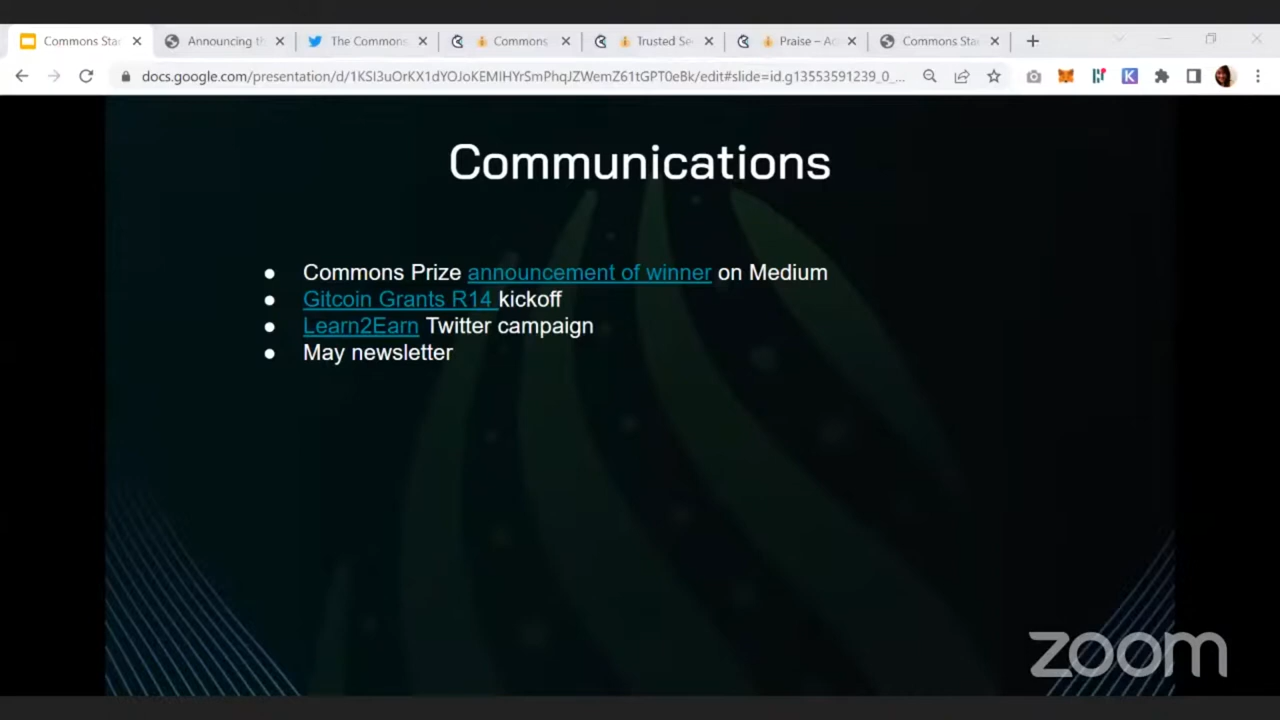 Commons Sta
Announcing th
The Commons
Commons
Trusted Se
Praise – Ac
Commons Sta
docs.google.com/presentation/d/1KSl3uOrKX1dYOJoKEMIHYrSmPhqJZWemZ61tGPT0eBk/edit#slide=id.g13553591239_0_...
Communications
● Commons Prize announcement of winner on Medium
● Gitcoin Grants R14 kickoff
● Learn2Earn Twitter campaign
● May newsletter
zoom